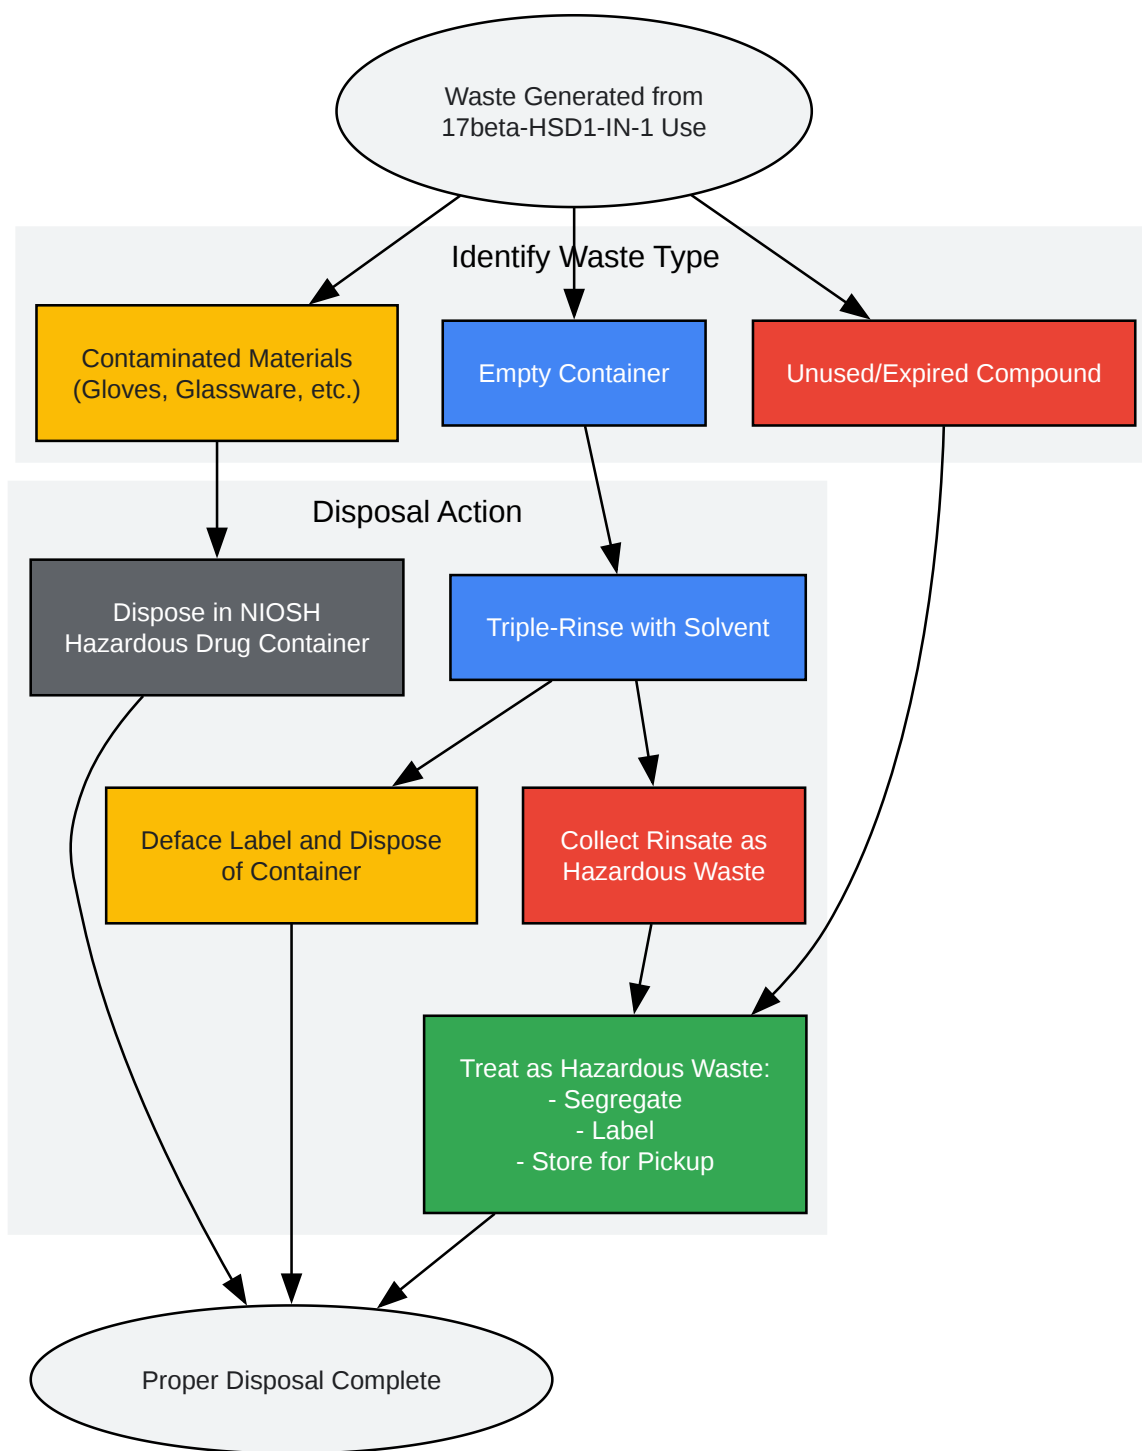 Waste Generated from
17beta-HSD1-IN-1 Use
Identify Waste Type
Contaminated Materials
(Gloves, Glassware, etc.)
Empty Container
Unused/Expired Compound
Disposal Action
Dispose in NIOSH
Hazardous Drug Container
Triple-Rinse with Solvent
Deface Label and Dispose
of Container
Collect Rinsate as
Hazardous Waste
Treat as Hazardous Waste:
- Segregate
- Label
- Store for Pickup
Proper Disposal Complete